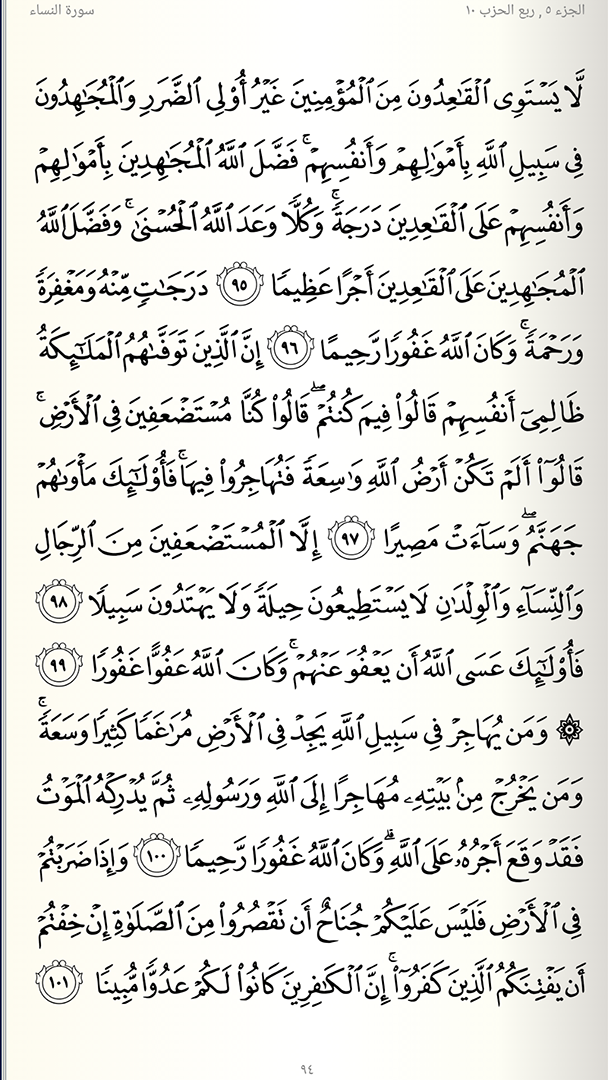 الجزء ٥ , ربع الحزب ١٠
سورة النساء
لَّا يَسْتَوِى ٱلْقَـٰعِدُونَ مِنَ ٱلْمُؤْمِنِينَ غَيْرُ أُو۟لِى ٱلضَّرَرِ وَٱلْمُجَـٰهِدُونَ
فِى سَبِيلِ ٱللَّهِ بِأَمْوَٰلِهِمْ وَأَنفُسِهِمْ ۚ فَضَّلَ ٱللَّهُ ٱلْمُجَـٰهِدِينَ بِأَمْوَٰلِهِمْ
وَأَنفُسِهِمْ عَلَى ٱلْقَـٰعِدِينَ دَرَجَةً ۚ وَكُلًّا وَعَدَ ٱللَّهُ ٱلْحُسْنَىٰ ۚ وَفَضَّلَ ٱللَّهُ
ٱلْمُجَـٰهِدِينَ عَلَى ٱلْقَـٰعِدِينَ أَجْرًا عَظِيمًا ٩٥ دَرَجَـٰتٍ مِّنْهُ وَمَغْفِرَةً
وَرَحْمَةً ۚ وَكَانَ ٱللَّهُ غَفُورًا رَّحِيمًا ٩٦ إِنَّ ٱلَّذِينَ تَوَفَّىٰهُمُ ٱلْمَلَـٰٓئِكَةُ
ظَالِمِىٓ أَنفُسِهِمْ قَالُوا۟ فِيمَ كُنتُمْ ۖ قَالُوا۟ كُنَّا مُسْتَضْعَفِينَ فِى ٱلْأَرْضِ ۚ
قَالُوٓا۟ أَلَمْ تَكُنْ أَرْضُ ٱللَّهِ وَٰسِعَةً فَتُهَاجِرُوا۟ فِيهَا ۚ فَأُو۟لَـٰٓئِكَ مَأْوَىٰهُمْ
جَهَنَّمُ ۖ وَسَآءَتْ مَصِيرًا ٩٧ إِلَّا ٱلْمُسْتَضْعَفِينَ مِنَ ٱلرِّجَالِ
وَٱلنِّسَآءِ وَٱلْوِلْدَٰنِ لَا يَسْتَطِيعُونَ حِيلَةً وَلَا يَهْتَدُونَ سَبِيلًا ٩٨
فَأُو۟لَـٰٓئِكَ عَسَى ٱللَّهُ أَن يَعْفُوَ عَنْهُمْ ۚ وَكَانَ ٱللَّهُ عَفُوًّا غَفُورًا ٩٩
۞ وَمَن يُهَاجِرْ فِى سَبِيلِ ٱللَّهِ يَجِدْ فِى ٱلْأَرْضِ مُرَٰغَمًا كَثِيرًا وَسَعَةً ۚ
وَمَن يَخْرُجْ مِنۢ بَيْتِهِۦ مُهَاجِرًا إِلَى ٱللَّهِ وَرَسُولِهِۦ ثُمَّ يُدْرِكْهُ ٱلْمَوْتُ
فَقَدْ وَقَعَ أَجْرُهُۥ عَلَى ٱللَّهِ ۗ وَكَانَ ٱللَّهُ غَفُورًا رَّحِيمًا ١٠٠ وَإِذَا ضَرَبْتُمْ
فِى ٱلْأَرْضِ فَلَيْسَ عَلَيْكُمْ جُنَاحٌ أَن تَقْصُرُوا۟ مِنَ ٱلصَّلَوٰةِ إِنْ خِفْتُمْ
أَن يَفْتِنَكُمُ ٱلَّذِينَ كَفَرُوٓا۟ ۚ إِنَّ ٱلْكَـٰفِرِينَ كَانُوا۟ لَكُمْ عَدُوًّا مُّبِينًا ١٠١
٩٤